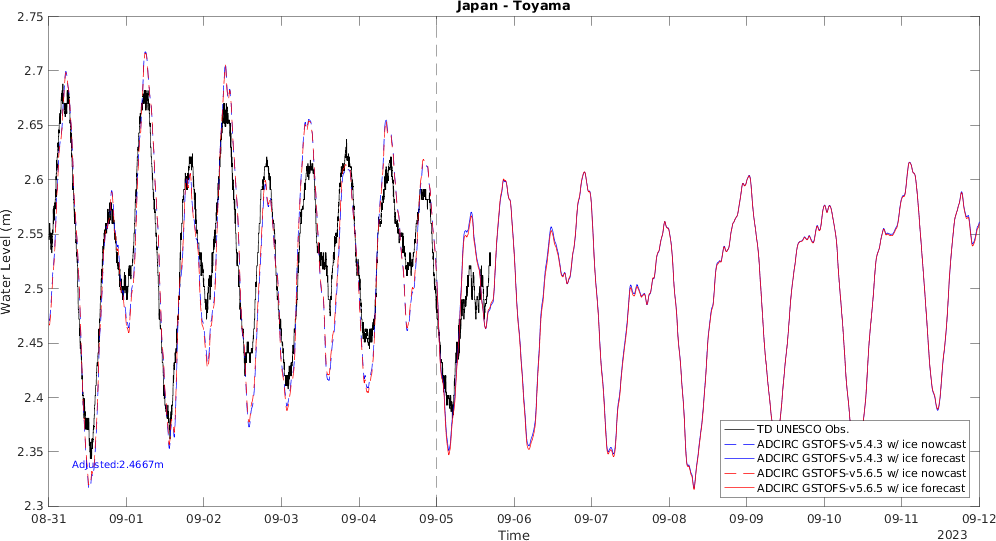 Japan - Toyama
2.75
2.7
2.65
2.6
2.55
2.5
2.45
2.4
2.35
2.3
Water Level (m)
Adjusted:2.4667m
TD UNESCO Obs.
ADCIRC GSTOFS-v5.4.3 w/ ice nowcast
ADCIRC GSTOFS-v5.4.3 w/ ice forecast
ADCIRC GSTOFS-v5.6.5 w/ ice nowcast
ADCIRC GSTOFS-v5.6.5 w/ ice forecast
08-31 09-01 09-02 09-03 09-04 09-05 09-06 09-07 09-08 09-09 09-10 09-11 09-12
Time
2023